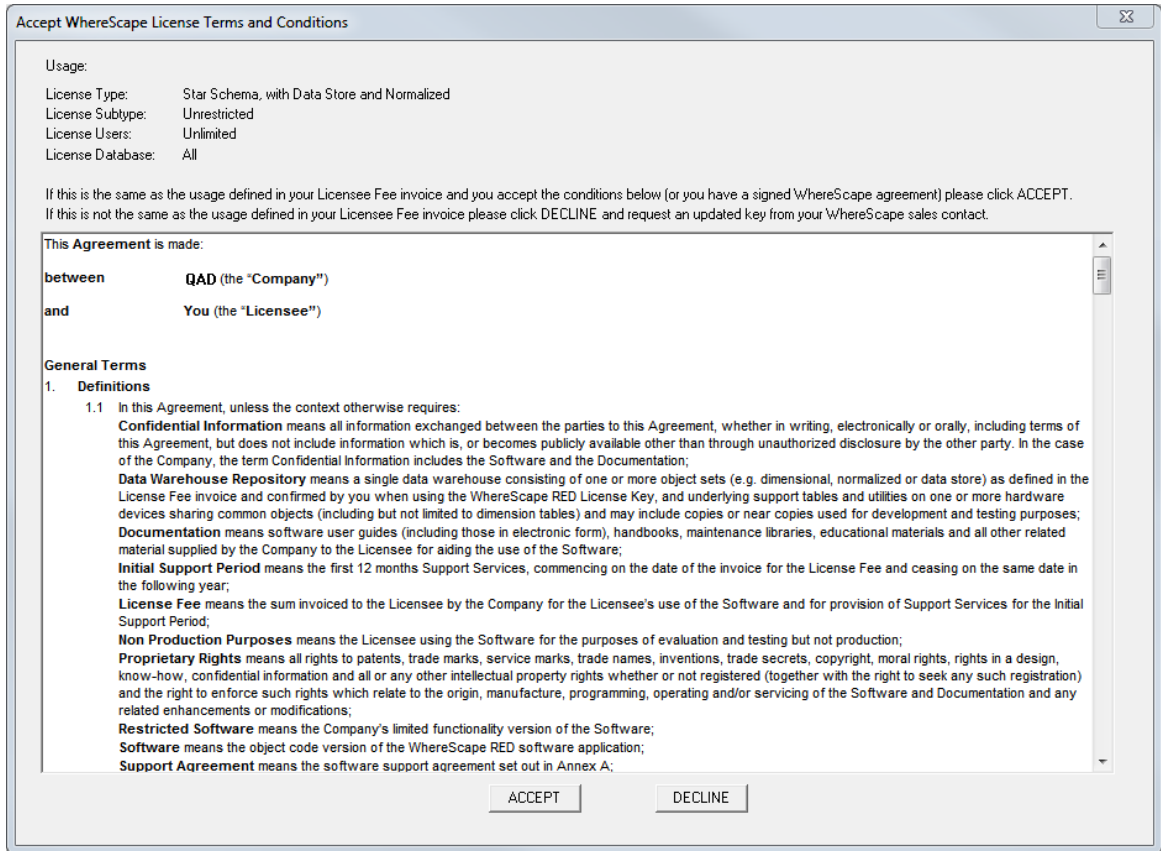 Accept WhereScape License Terms and Conditions
Usage:
License Type: Star Schema, with Data Store and Normalized
License Subtype: Unrestricted
License Users: Unlimited
License Database: All
If this is the same as the usage defined in your Licensee Fee invoice and you accept the conditions below (or you have a signed WhereScape agreement) please click ACCEPT.
If this is not the same as the usage defined in your Licensee Fee invoice please click DECLINE and request an updated key from your WhereScape sales contact.
This Agreement is made:
between QAD (the “Company”)
and You (the “Licensee”)
General Terms
1. Definitions
1.1 In this Agreement, unless the context otherwise requires:
Confidential Information means all information exchanged between the parties to this Agreement, whether in writing, electronically or orally, including terms of
this Agreement, but does not include information which is, or becomes publicly available other than through unauthorized disclosure by the other party. In the case
of the Company, the term Confidential Information includes the Software and the Documentation;
Data Warehouse Repository means a single data warehouse consisting of one or more object sets (e.g. dimensional, normalized or data store) as defined in the
License Fee invoice and confirmed by you when using the WhereScape RED License Key, and underlying support tables and utilities on one or more hardware
devices sharing common objects (including but not limited to dimension tables) and may include copies or near copies used for development and testing purposes;
Documentation means software user guides (including those in electronic form), handbooks, maintenance libraries, educational materials and all other related
material supplied by the Company to the Licensee for aiding the use of the Software;
Initial Support Period means the first 12 months Support Services, commencing on the date of the invoice for the License Fee and ceasing on the same date in
the following year;
License Fee means the sum invoiced to the Licensee by the Company for the Licensee's use of the Software and for provision of Support Services for the Initial
Support Period;
Non Production Purposes means the Licensee using the Software for the purposes of evaluation and testing but not production;
Proprietary Rights means all rights to patents, trade marks, service marks, trade names, inventions, trade secrets, copyright, moral rights, rights in a design,
know-how, confidential information and all or any other intellectual property rights whether or not registered (together with the right to seek any such registration)
and the right to enforce such rights which relate to the origin, manufacture, programming, operating and/or servicing of the Software and Documentation and any
related enhancements or modifications;
Restricted Software means the Company's limited functionality version of the Software;
Software means the object code version of the WhereScape RED software application;
Support Agreement means the software support agreement set out in Annex A;
ACCEPT DECLINE